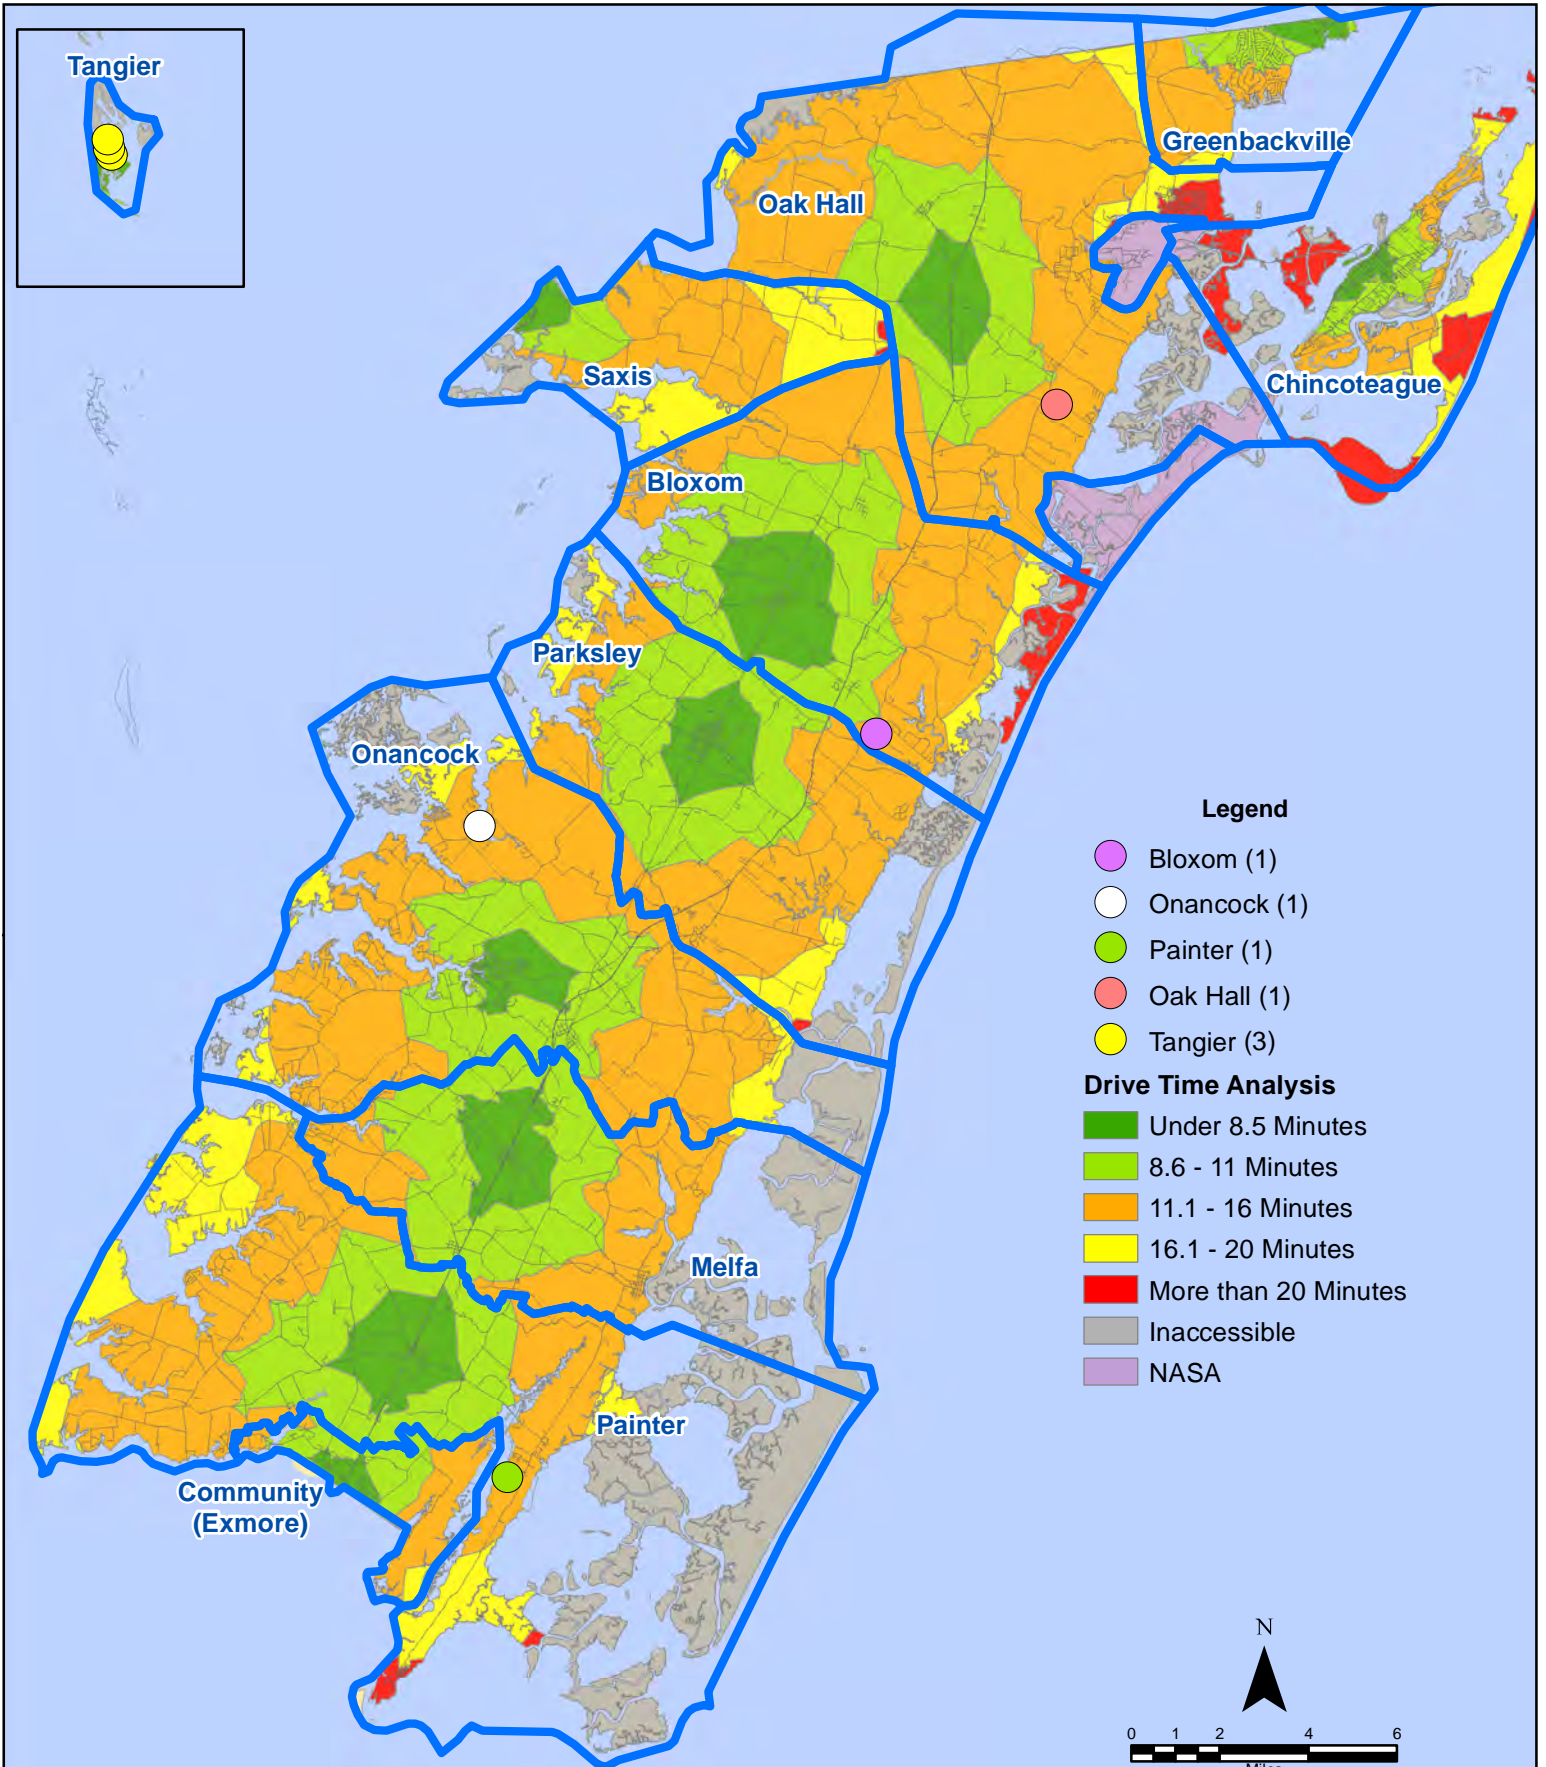 Tangier
Greenbackville
Oak Hall
Saxis
Chincoteague
Bloxom
Parksley
Onancock
Melfa
Painter
Community
(Exmore)
Legend
Bloxom (1)
Onancock (1)
Painter (1)
Oak Hall (1)
Tangier (3)
Drive Time Analysis
Under 8.5 Minutes
8.6 - 11 Minutes
11.1 - 16 Minutes
16.1 - 20 Minutes
More than 20 Minutes
Inaccessible
NASA
N
0 1 2 4 6
Miles